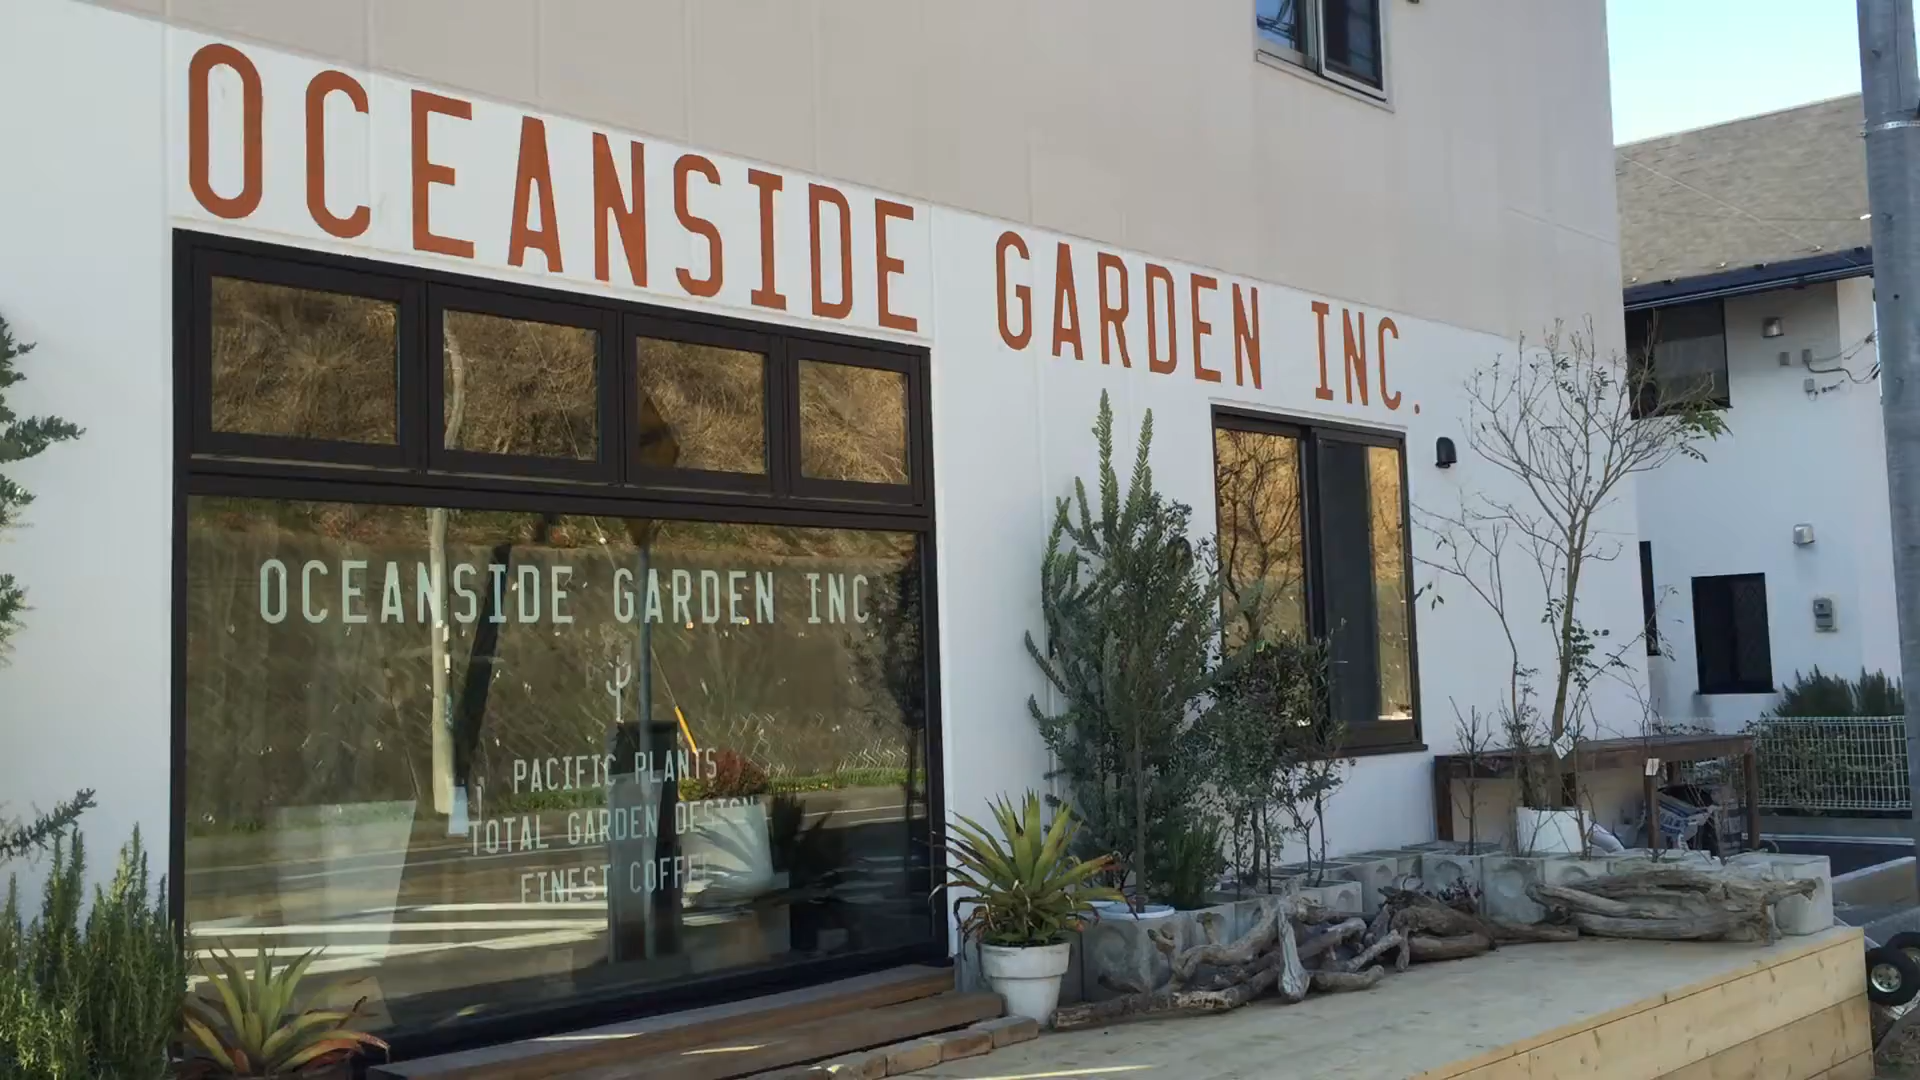 OCEANSIDE GARDEN INC.
OCEANSIDE GARDEN INC
PACIFIC PLANTS
TOTAL GARDEN DESIGN
FINEST COFFEE